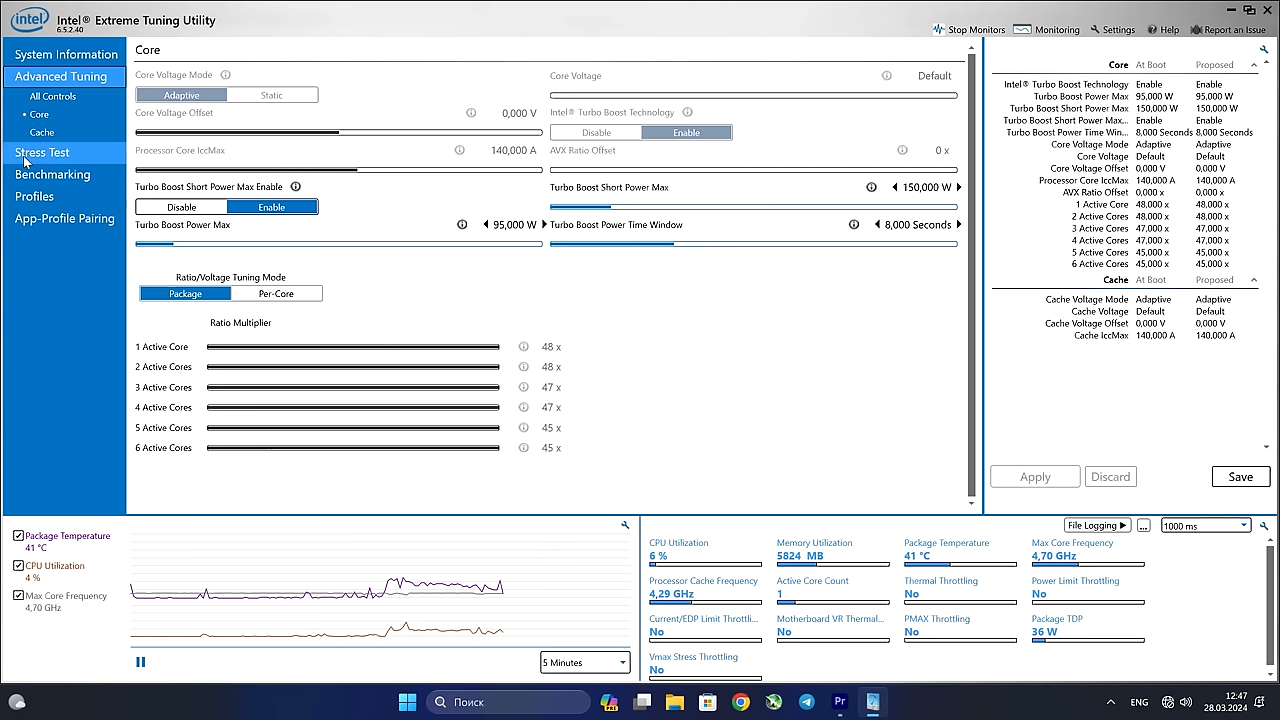 intel
Intel® Extreme Tuning Utility
6.5.2.40
Stop Monitors
Monitoring
Settings
Help
Report an Issue
System Information
Advanced Tuning
All Controls
• Core
Cache
Stress Test
Benchmarking
Profiles
App-Profile Pairing
Core
Core Voltage Mode
Adaptive Static
Core Voltage Default
Core Voltage Offset 0,000 V
Intel® Turbo Boost Technology
Disable Enable
Processor Core IccMax 140,000 A
AVX Ratio Offset 0 x
Turbo Boost Short Power Max Enable
Disable Enable
Turbo Boost Short Power Max 150,000 W
Turbo Boost Power Max 95,000 W
Turbo Boost Power Time Window 8,000 Seconds
Ratio/Voltage Tuning Mode
Package Per-Core
Ratio Multiplier
1 Active Core 48 x
2 Active Cores 48 x
3 Active Cores 47 x
4 Active Cores 47 x
5 Active Cores 45 x
6 Active Cores 45 x
Core At Boot Proposed
Intel® Turbo Boost Technology Enable Enable
Turbo Boost Power Max 95,000 W 95,000 W
Turbo Boost Short Power Max 150,000 W 150,000 W
Turbo Boost Short Power Max... Enable Enable
Turbo Boost Power Time Win... 8,000 Seconds 8,000 Seconds
Core Voltage Mode Adaptive Adaptive
Core Voltage Default Default
Core Voltage Offset 0,000 V 0,000 V
Processor Core IccMax 140,000 A 140,000 A
AVX Ratio Offset 0,000 x 0,000 x
1 Active Core 48,000 x 48,000 x
2 Active Cores 48,000 x 48,000 x
3 Active Cores 47,000 x 47,000 x
4 Active Cores 47,000 x 47,000 x
5 Active Cores 45,000 x 45,000 x
6 Active Cores 45,000 x 45,000 x
Cache At Boot Proposed
Cache Voltage Mode Adaptive Adaptive
Cache Voltage Default Default
Cache Voltage Offset 0,000 V 0,000 V
Cache IccMax 140,000 A 140,000 A
Apply Discard Save
Package Temperature
41 °C
CPU Utilization
4 %
Max Core Frequency
4,70 GHz
5 Minutes
File Logging ... 1000 ms
CPU Utilization
6 %
Memory Utilization
5824 MB
Package Temperature
41 °C
Max Core Frequency
4,70 GHz
Processor Cache Frequency
4,29 GHz
Active Core Count
1
Thermal Throttling
No
Power Limit Throttling
No
Current/EDP Limit Throttli...
No
Motherboard VR Thermal...
No
PMAX Throttling
No
Package TDP
36 W
Vmax Stress Throttling
No
Поиск
PRE
Pr
ENG
12:47
28.03.2024